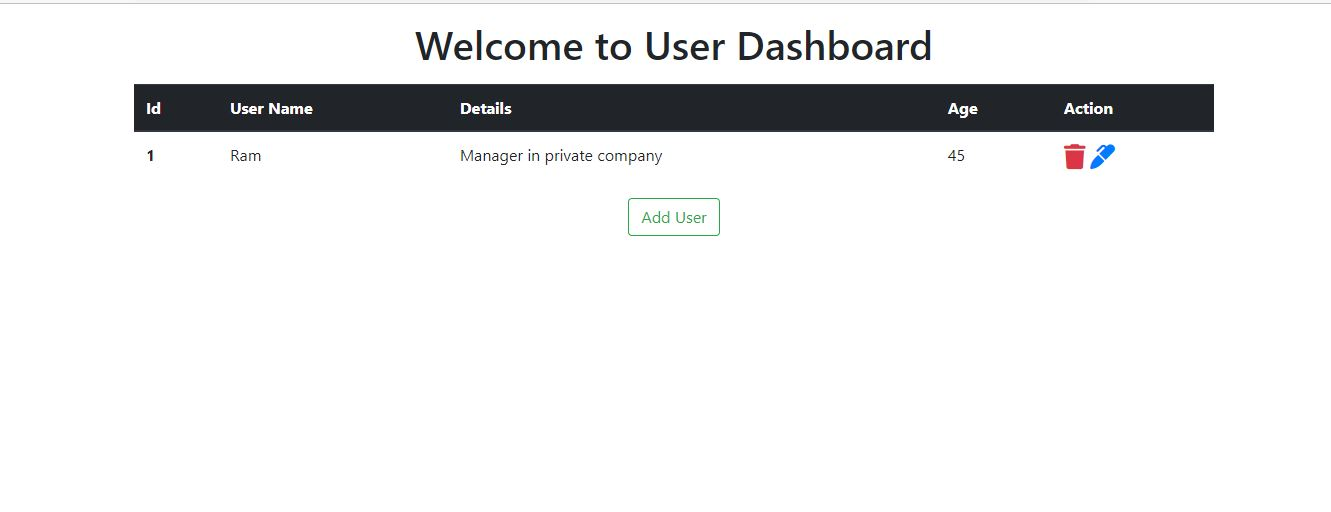 Welcome to User Dashboard
Id User Name Details Age Action
1 Ram Manager in private company 45
Add User